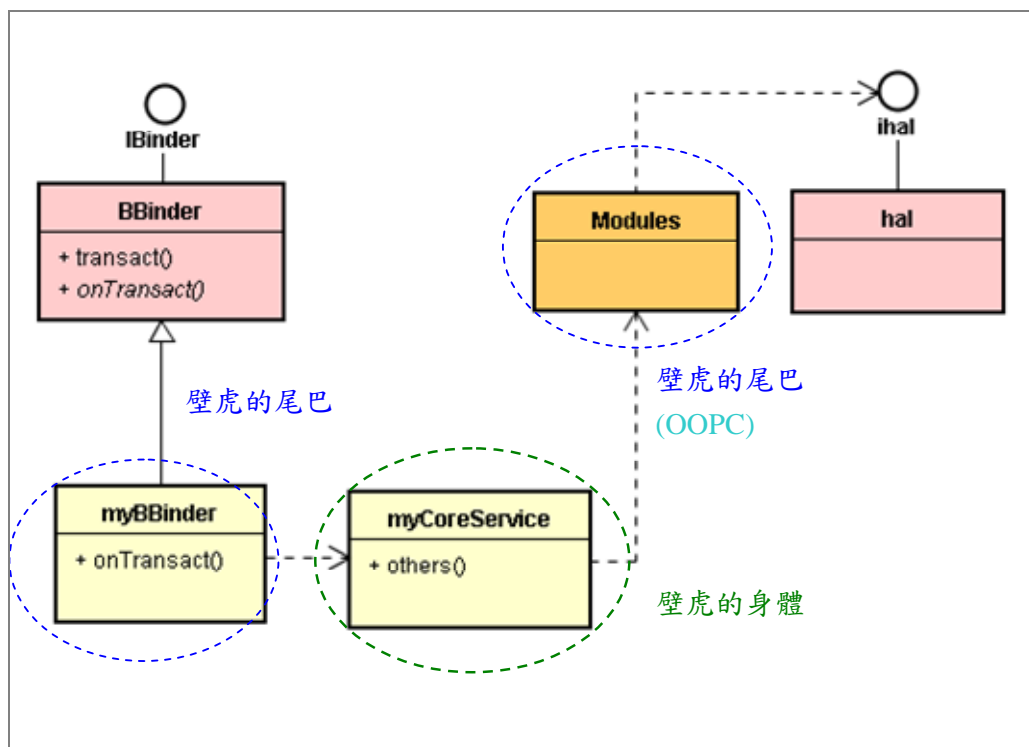 IBinder
ihal
BBinder
+ transact()
+ onTransact()
Modules
hal
壁虎的尾巴
壁虎的尾巴
(OOPC)
myBBinder
+ onTransact()
myCoreService
+ others()
壁虎的身體